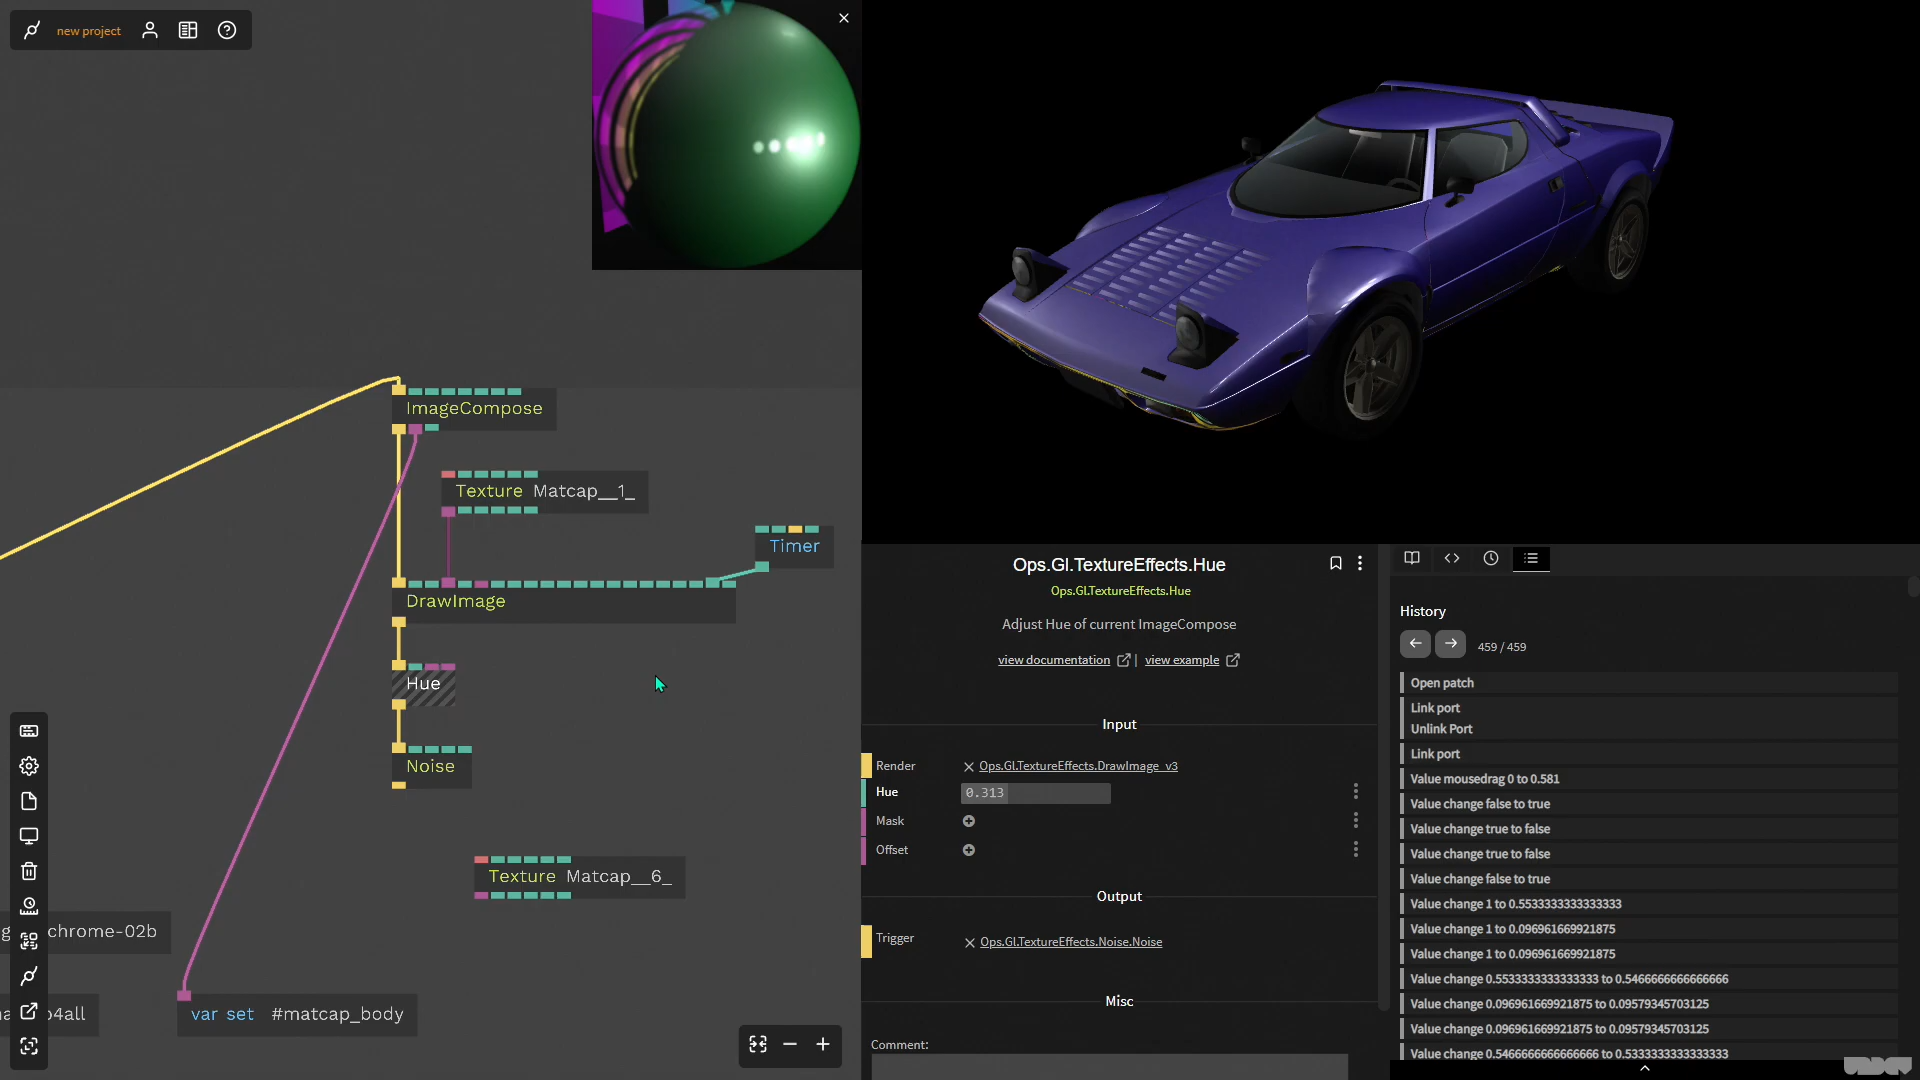 new project
ImageCompose
Texture Matcap__1_
Timer
DrawImage
Hue
Noise
Texture Matcap__6_
chrome-02b
o4all
var set #matcap_body
Ops.Gl.TextureEffects.Hue
Ops.Gl.TextureEffects.Hue
Adjust Hue of current ImageCompose
view documentation | view example
Input
Render Ops.Gl.TextureEffects.DrawImage_v3
Hue 0.313
Mask
Offset
Output
Trigger Ops.Gl.TextureEffects.Noise.Noise
Misc
Comment:
History
459 / 459
Open patch
Link port
Unlink Port
Link port
Value mousedrag 0 to 0.581
Value change false to true
Value change true to false
Value change true to false
Value change false to true
Value change 1 to 0.5533333333333333
Value change 1 to 0.096961669921875
Value change 1 to 0.096961669921875
Value change 0.5533333333333333 to 0.5466666666666666
Value change 0.096961669921875 to 0.09579345703125
Value change 0.096961669921875 to 0.09579345703125
Value change 0.5466666666666666 to 0.5333333333333333